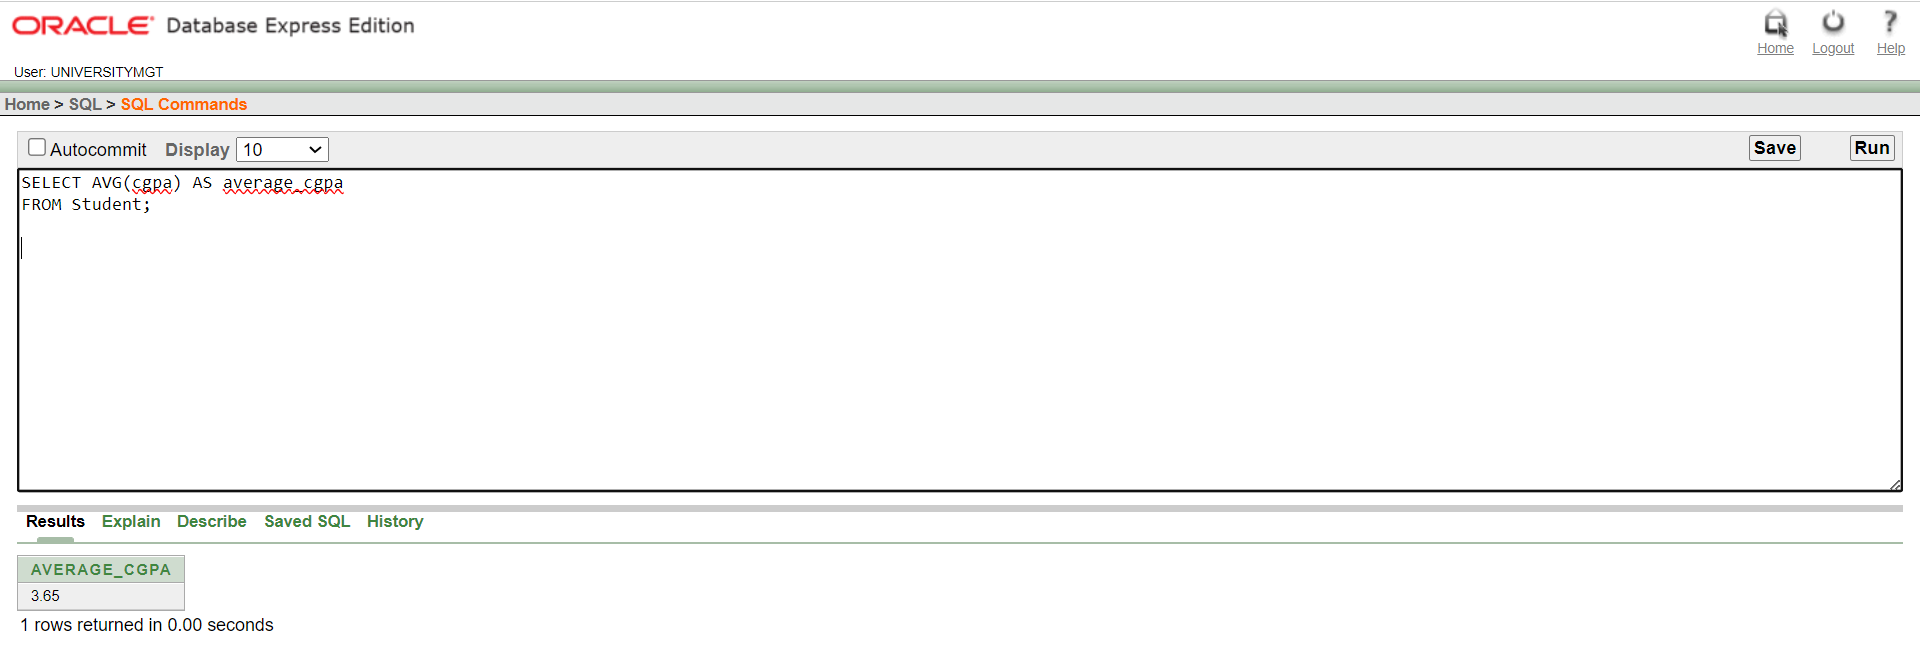 ORACLE Database Express Edition
Home Logout Help
User: UNIVERSITYMGT
Home > SQL > SQL Commands
Autocommit Display 10 Save Run
SELECT AVG(cgpa) AS average_cgpa
FROM Student;
Results Explain Describe Saved SQL History
AVERAGE_CGPA
3.65
1 rows returned in 0.00 seconds